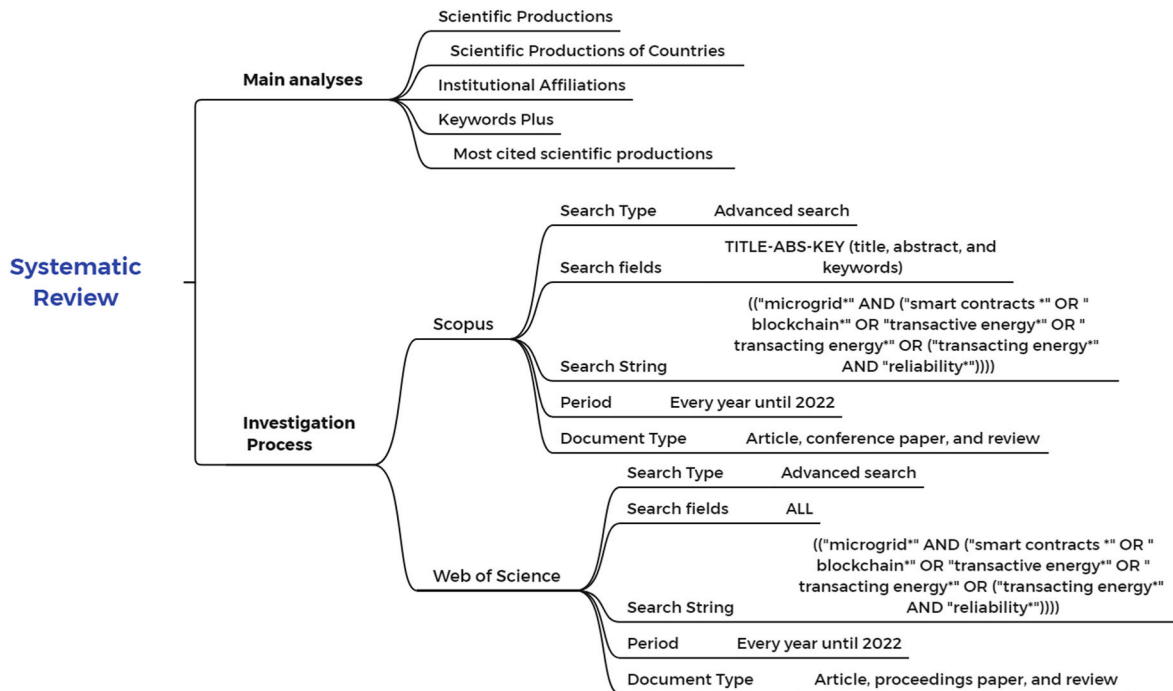 Systematic
Review
Main analyses
Scientific Productions
Scientific Productions of Countries
Institutional Affiliations
Keywords Plus
Most cited scientific productions
Investigation
Process
Scopus
Search Type Advanced search
Search fields TITLE-ABS-KEY (title, abstract, and
keywords)
Search String (("microgrid*" AND ("smart contracts *" OR "
blockchain*" OR "transactive energy*" OR "
transacting energy*" OR ("transacting energy*"
AND "reliability*"))))
Period Every year until 2022
Document Type Article, conference paper, and review
Web of Science
Search Type Advanced search
Search fields ALL
Search String (("microgrid*" AND ("smart contracts *" OR "
blockchain*" OR "transactive energy*" OR "
transacting energy*" OR ("transacting energy*"
AND "reliability*"))))
Period Every year until 2022
Document Type Article, proceedings paper, and review